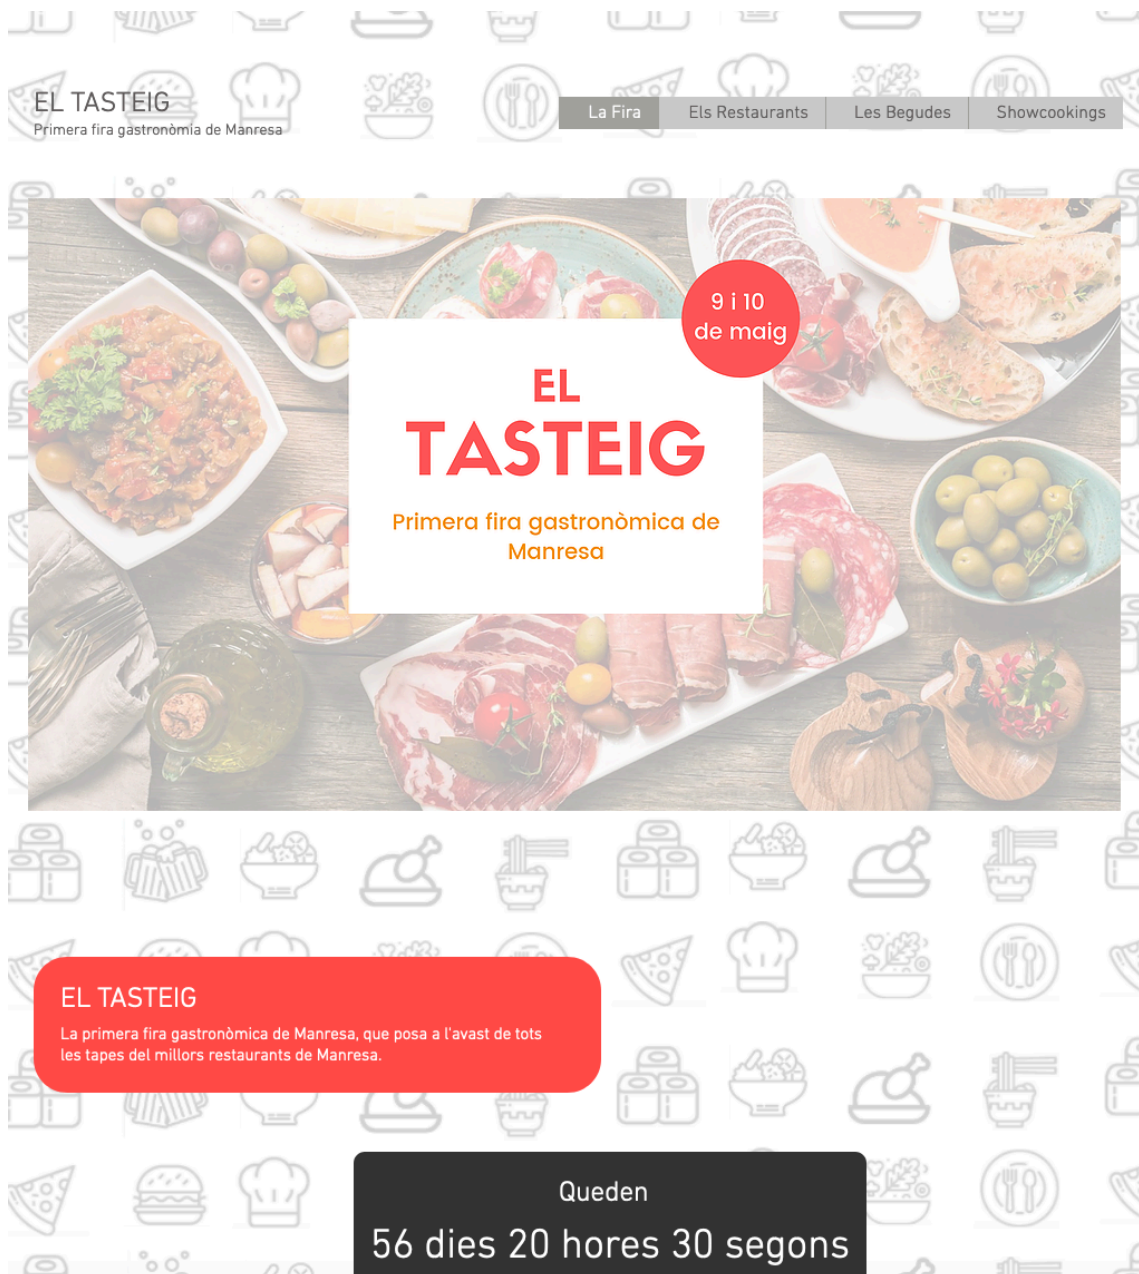 EL TASTEIG
Primera fira gastronòmia de Manresa
La Fira
Els Restaurants
Les Begudes
Showcookings
9 i 10
de maig
EL
TASTEIG
Primera fira gastronòmica de
Manresa
EL TASTEIG
La primera fira gastronòmica de Manresa, que posa a l'avast de tots
les tapes del millors restaurants de Manresa.
Queden
56 dies 20 hores 30 segons